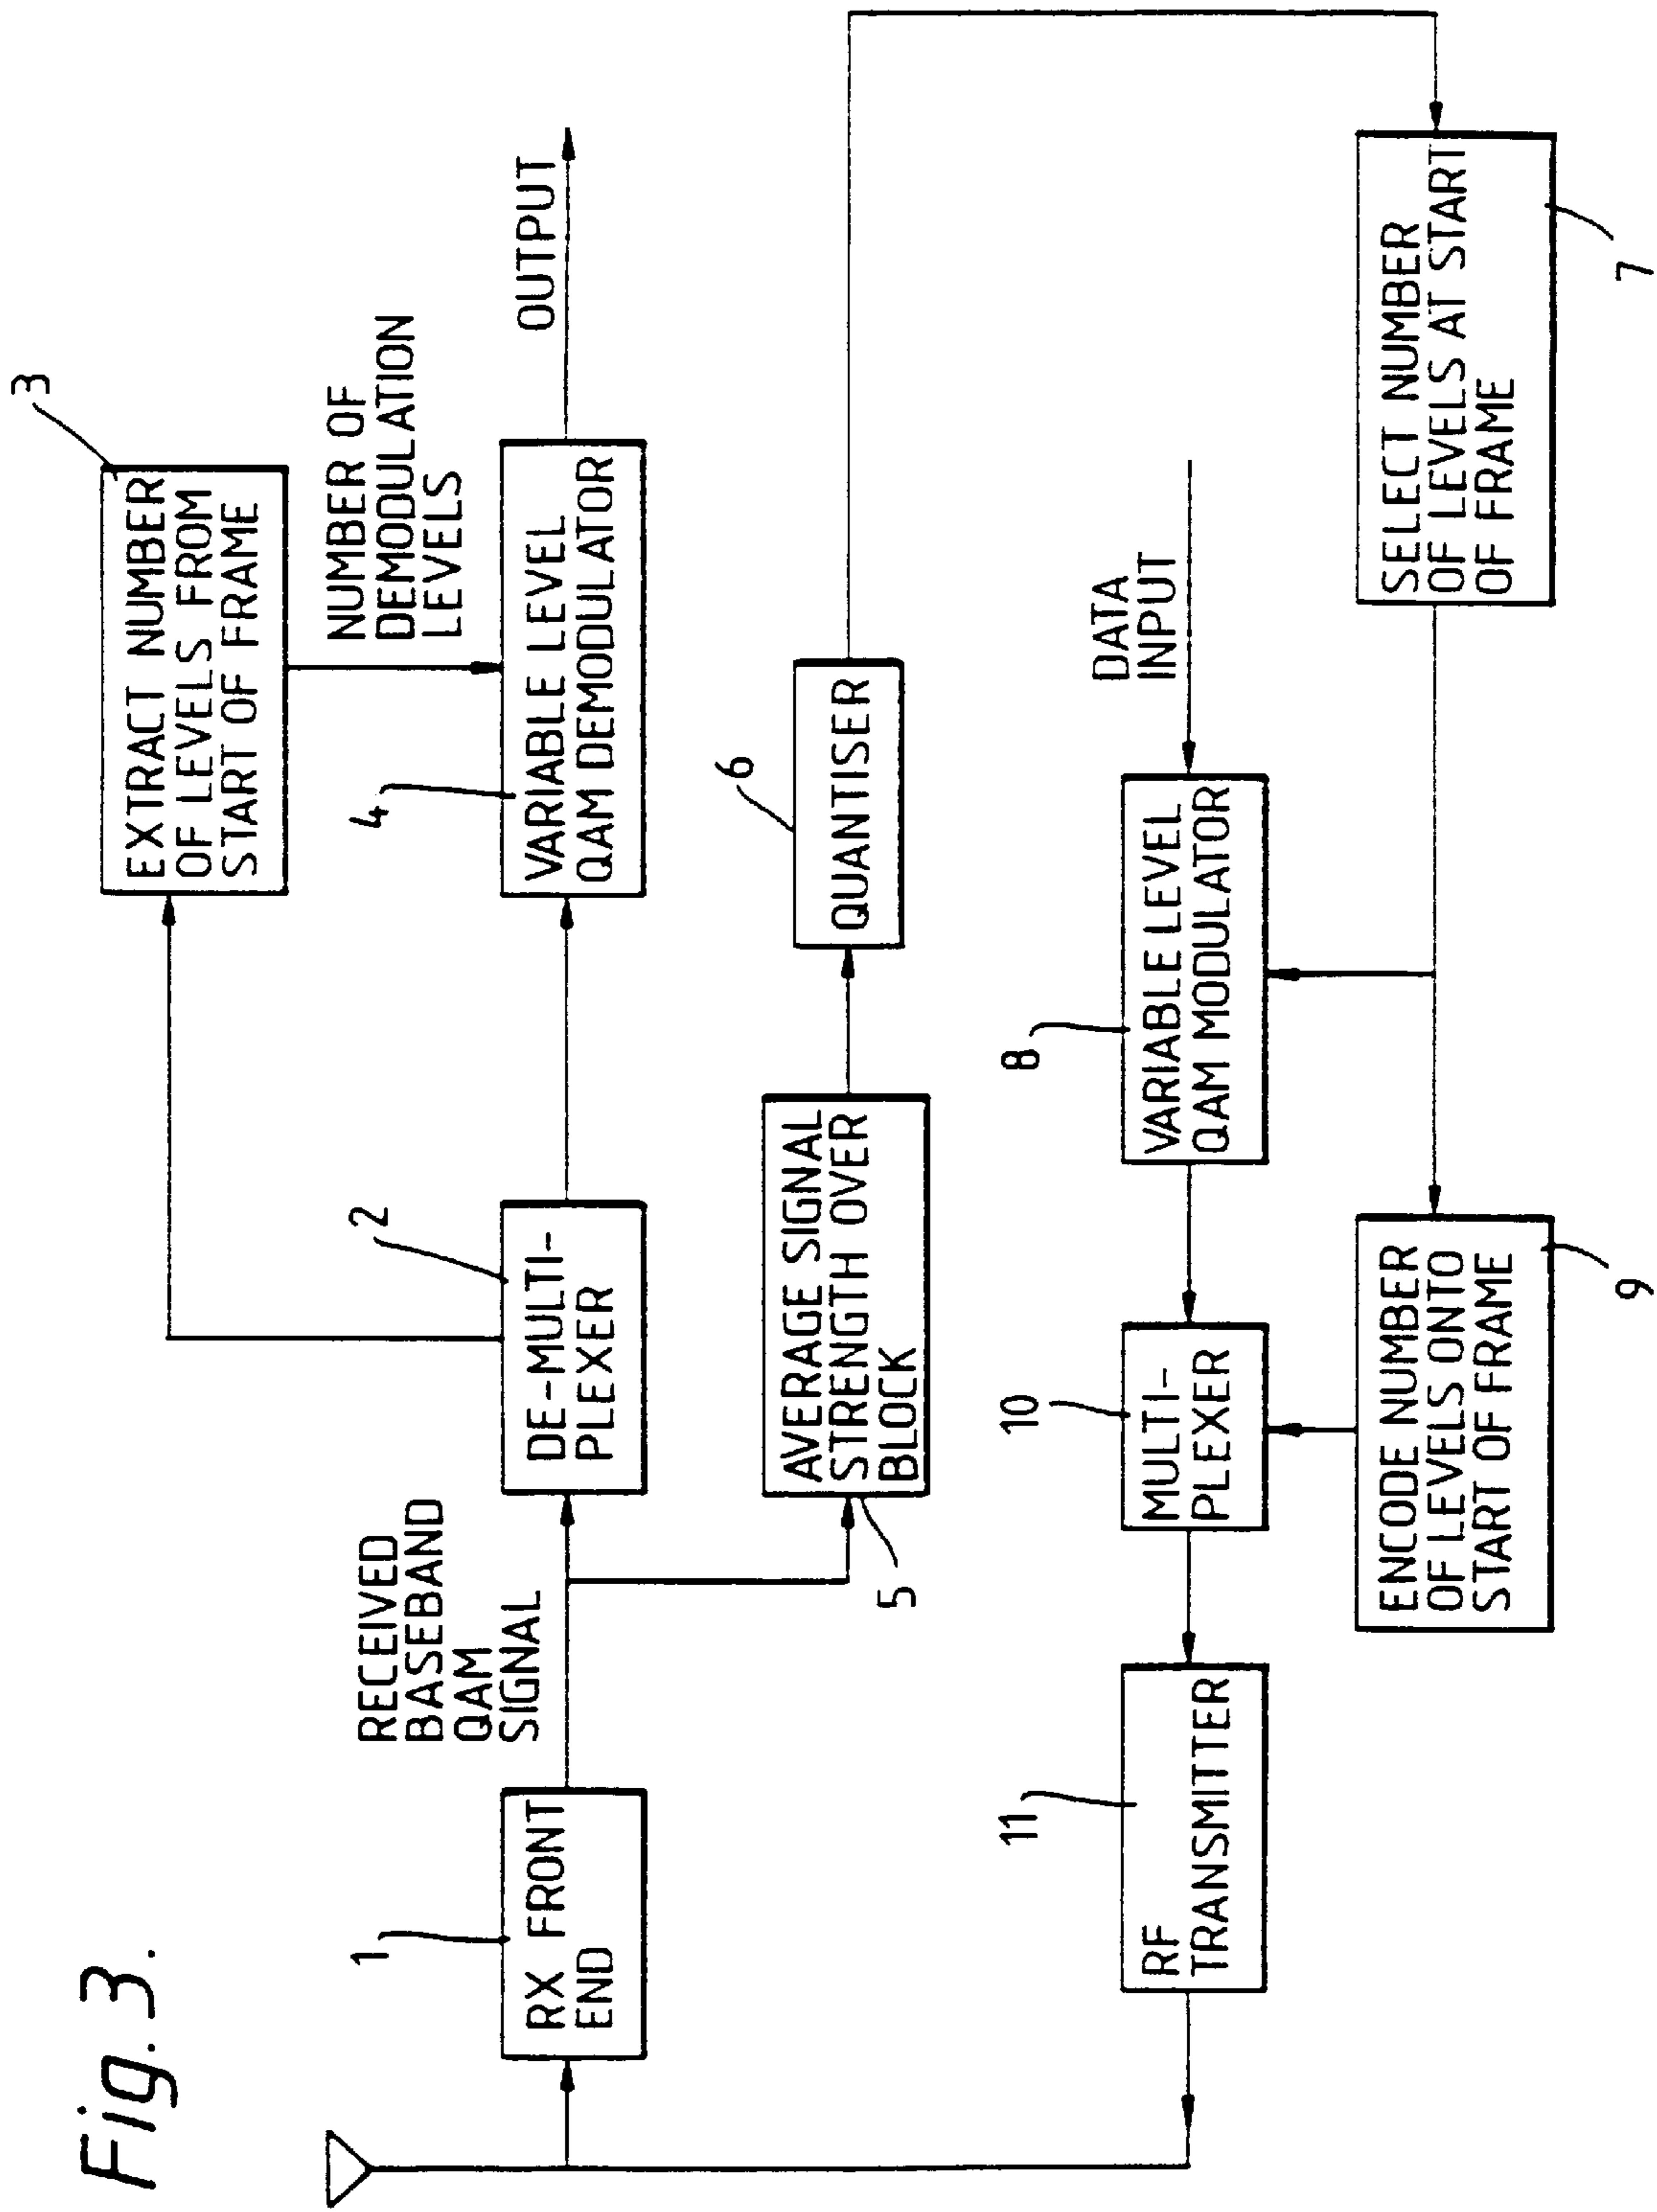 Fig. 3.
3
EXTRACT NUMBER
OF LEVELS FROM
START OF FRAME
NUMBER OF
DEMODULATION
LEVELS
RECEIVED
BASEBAND
QAM
SIGNAL
1
RX FRONT
END
2
DE-MULTI-
PLEXER
4
VARIABLE LEVEL
QAM DEMODULATOR
OUTPUT
5
AVERAGE SIGNAL
STRENGTH OVER
BLOCK
6
QUANTISER
11
RF
TRANSMITTER
10
MULTI-
PLEXER
8
VARIABLE LEVEL
QAM MODULATOR
DATA
INPUT
ENCODE NUMBER
OF LEVELS ONTO
START OF FRAME
9
SELECT NUMBER
OF LEVELS AT START
OF FRAME
7